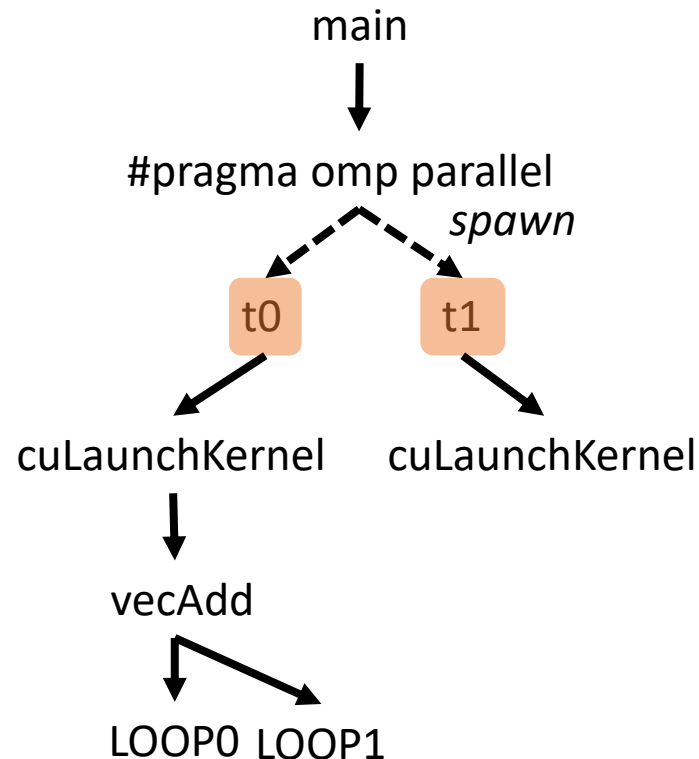 main
#pragma omp parallel
spawn
t0 t1
cuLaunchKernel cuLaunchKernel
vecAdd
LOOP0 LOOP1